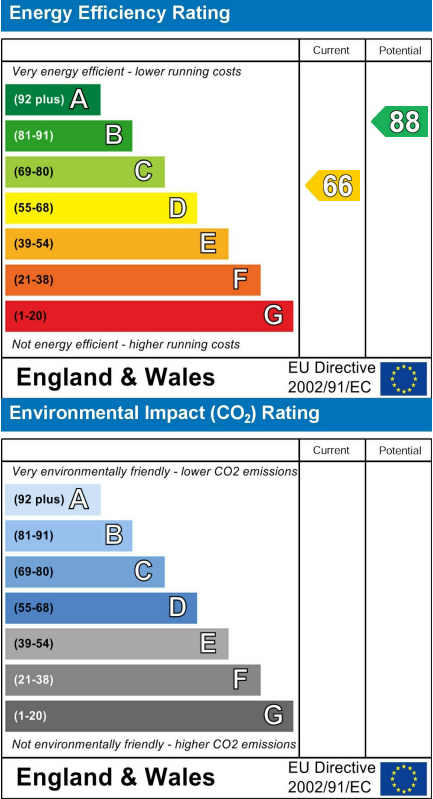 Energy Efficiency Rating
Current Potential
Very energy efficient - lower running costs
(92 plus) A
(81-91) B
88
(69-80) C
66
(55-68) D
(39-54) E
(21-38) F
(1-20) G
Not energy efficient - higher running costs
England & Wales
EU Directive
2002/91/EC
Environmental Impact (CO₂) Rating
Current Potential
Very environmentally friendly - lower CO2 emissions
(92 plus) A
(81-91) B
(69-80) C
(55-68) D
(39-54) E
(21-38) F
(1-20) G
Not environmentally friendly - higher CO2 emissions
England & Wales
EU Directive
2002/91/EC